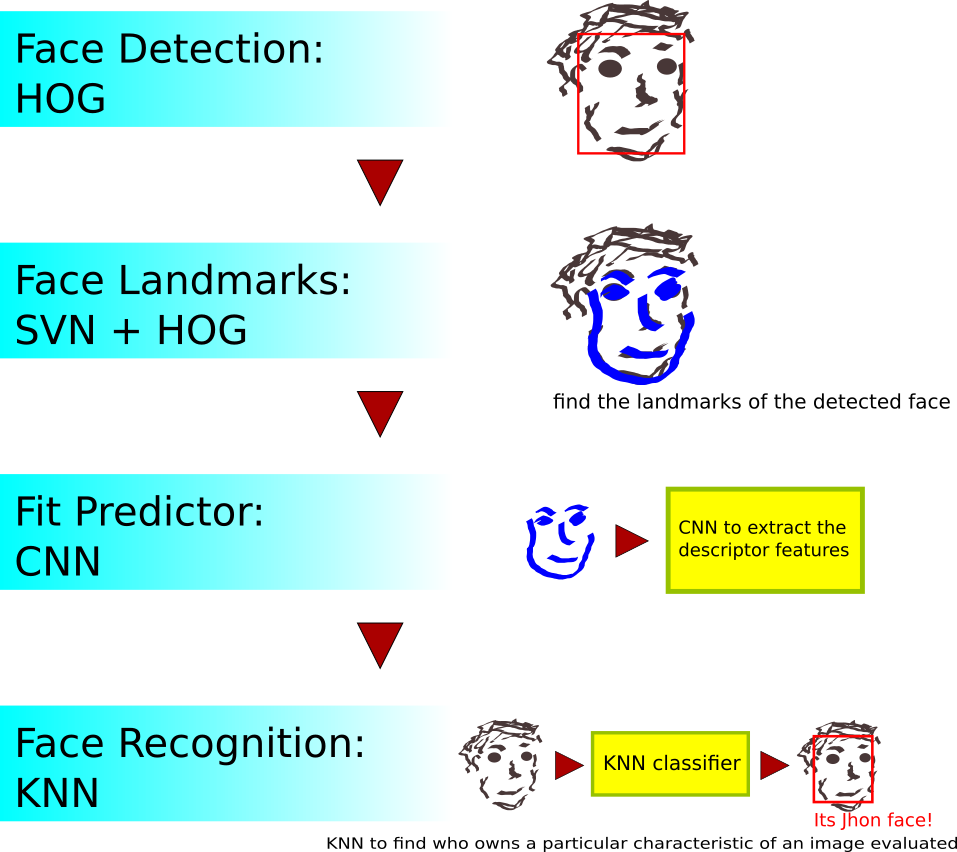 Face Detection:
HOG
Face Landmarks:
SVN + HOG
find the landmarks of the detected face
Fit Predictor:
CNN
CNN to extract the
descriptor features
Face Recognition:
KNN
KNN classifier
Its Jhon face!
KNN to find who owns a particular characteristic of an image evaluated